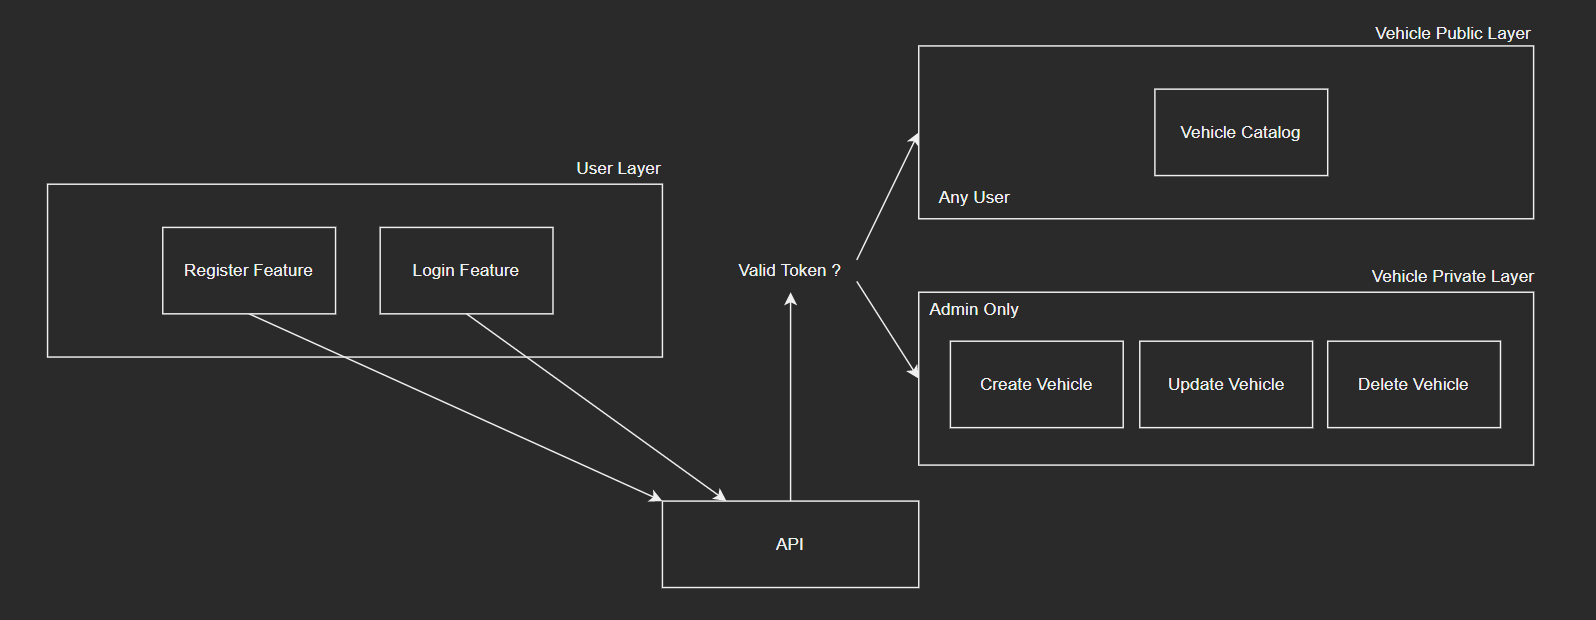 Vehicle Public Layer
Vehicle Catalog
Any User
User Layer
Register Feature
Login Feature
Valid Token ?
Vehicle Private Layer
Admin Only
Create Vehicle
Update Vehicle
Delete Vehicle
API